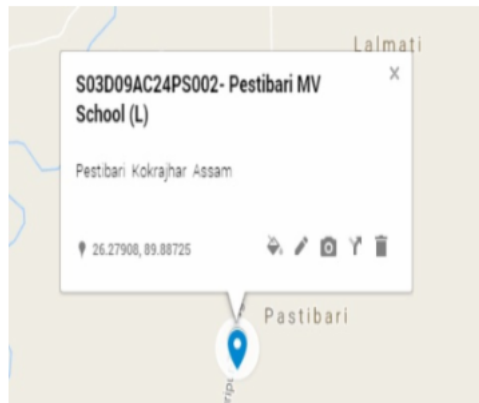 Lalmati
S03D09AC24PS002- Pestibari MV
School (L)
Pestibari Kokrajhar Assam
26.27908, 89.88725
Pastibari